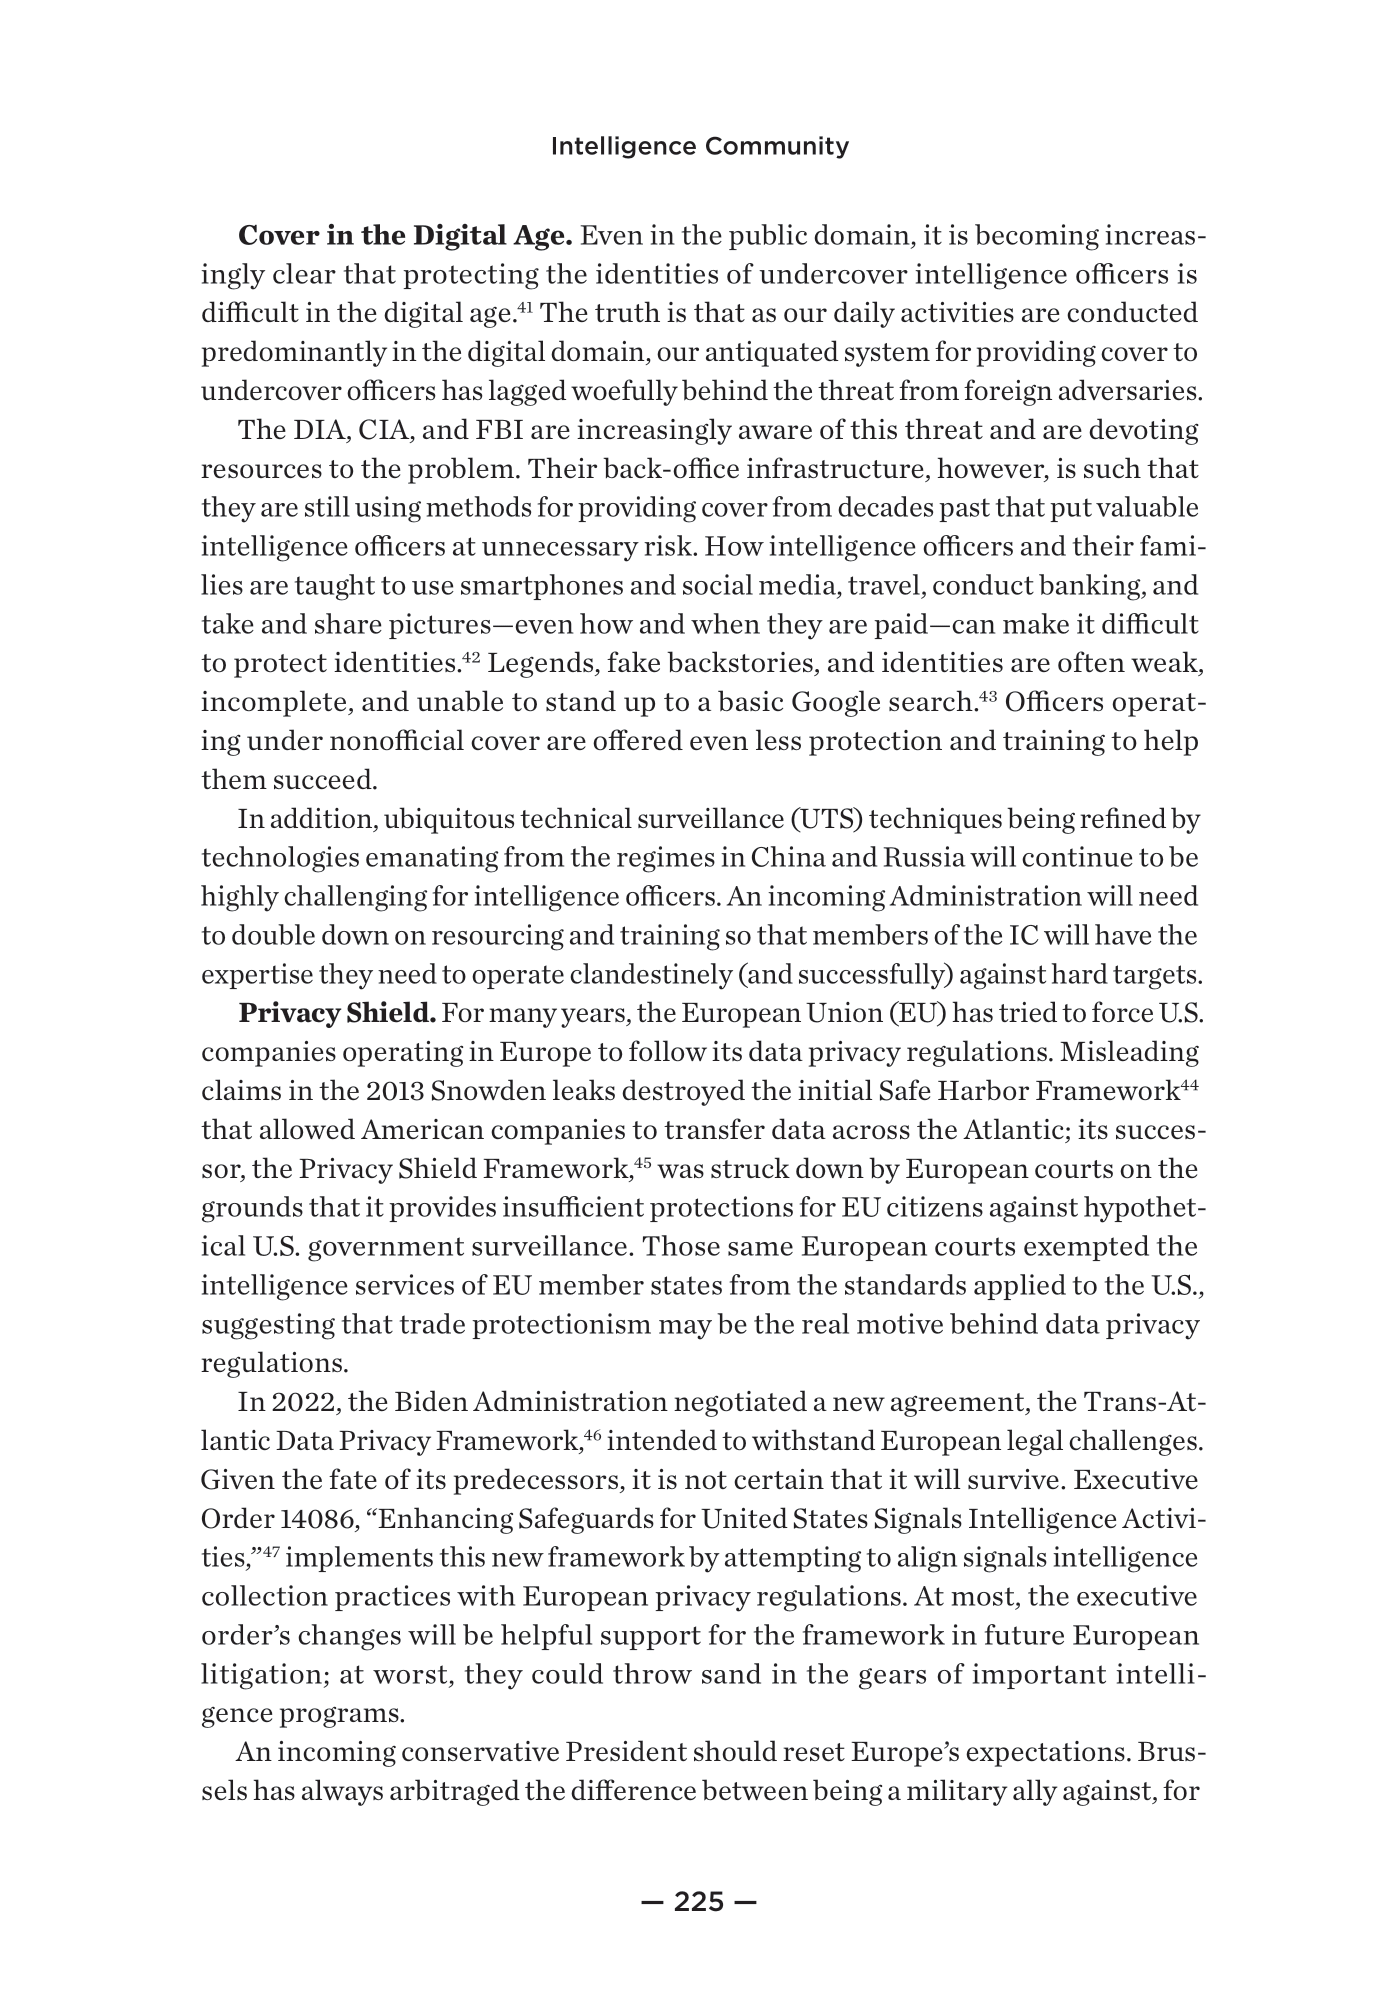 Intelligence Community
Cover in the Digital Age. Even in the public domain, it is becoming increas-
ingly clear that protecting the identities of undercover intelligence officers is
difficult in the digital age.41 The truth is that as our daily activities are conducted
predominantly in the digital domain, our antiquated system for providing cover to
undercover officers has lagged woefully behind the threat from foreign adversaries.
The DIA, CIA, and FBI are increasingly aware of this threat and are devoting
resources to the problem. Their back-office infrastructure, however, is such that
they are still using methods for providing cover from decades past that put valuable
intelligence officers at unnecessary risk. How intelligence officers and their fami-
lies are taught to use smartphones and social media, travel, conduct banking, and
take and share pictures—even how and when they are paid—can make it difficult
to protect identities.42 Legends, fake backstories, and identities are often weak,
incomplete, and unable to stand up to a basic Google search.43 Officers operat-
ing under nonofficial cover are offered even less protection and training to help
them succeed.
In addition, ubiquitous technical surveillance (UTS) techniques being refined by
technologies emanating from the regimes in China and Russia will continue to be
highly challenging for intelligence officers. An incoming Administration will need
to double down on resourcing and training so that members of the IC will have the
expertise they need to operate clandestinely (and successfully) against hard targets.
Privacy Shield. For many years, the European Union (EU) has tried to force U.S.
companies operating in Europe to follow its data privacy regulations. Misleading
claims in the 2013 Snowden leaks destroyed the initial Safe Harbor Framework44
that allowed American companies to transfer data across the Atlantic; its succes-
sor, the Privacy Shield Framework,45 was struck down by European courts on the
grounds that it provides insufficient protections for EU citizens against hypothet-
ical U.S. government surveillance. Those same European courts exempted the
intelligence services of EU member states from the standards applied to the U.S.,
suggesting that trade protectionism may be the real motive behind data privacy
regulations.
In 2022, the Biden Administration negotiated a new agreement, the Trans-At-
lantic Data Privacy Framework,46 intended to withstand European legal challenges.
Given the fate of its predecessors, it is not certain that it will survive. Executive
Order 14086, “Enhancing Safeguards for United States Signals Intelligence Activi-
ties,”47 implements this new framework by attempting to align signals intelligence
collection practices with European privacy regulations. At most, the executive
order’s changes will be helpful support for the framework in future European
litigation; at worst, they could throw sand in the gears of important intelli-
gence programs.
An incoming conservative President should reset Europe’s expectations. Brus-
sels has always arbitraged the difference between being a military ally against, for
— 225 —